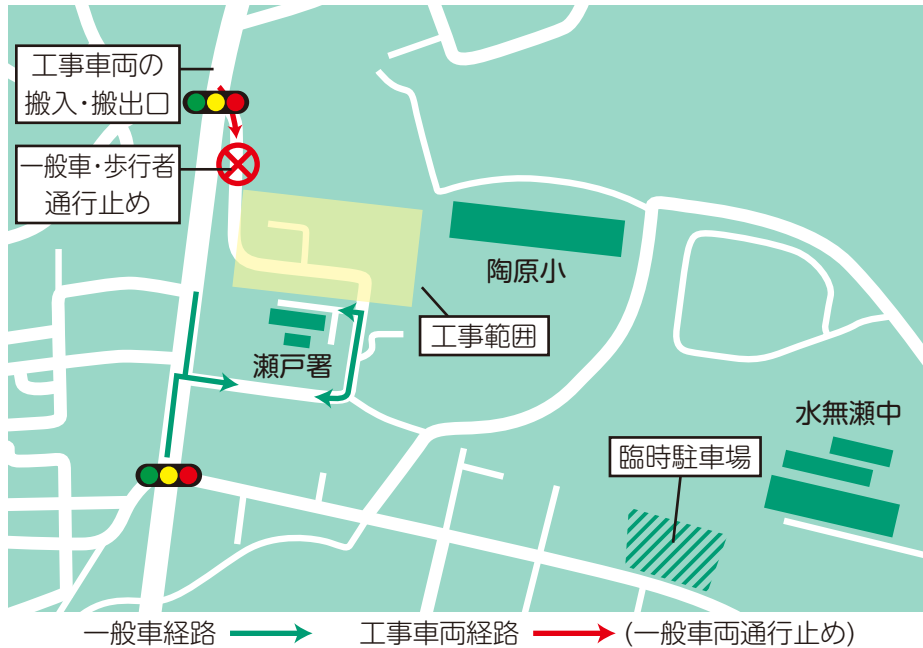 工事車両の
搬入・搬出口
一般車・歩行者
通行止め
陶原小
工事範囲
瀬戸署
水無瀬中
臨時駐車場
一般車経路
工事車両経路
(一般車両通行止め)